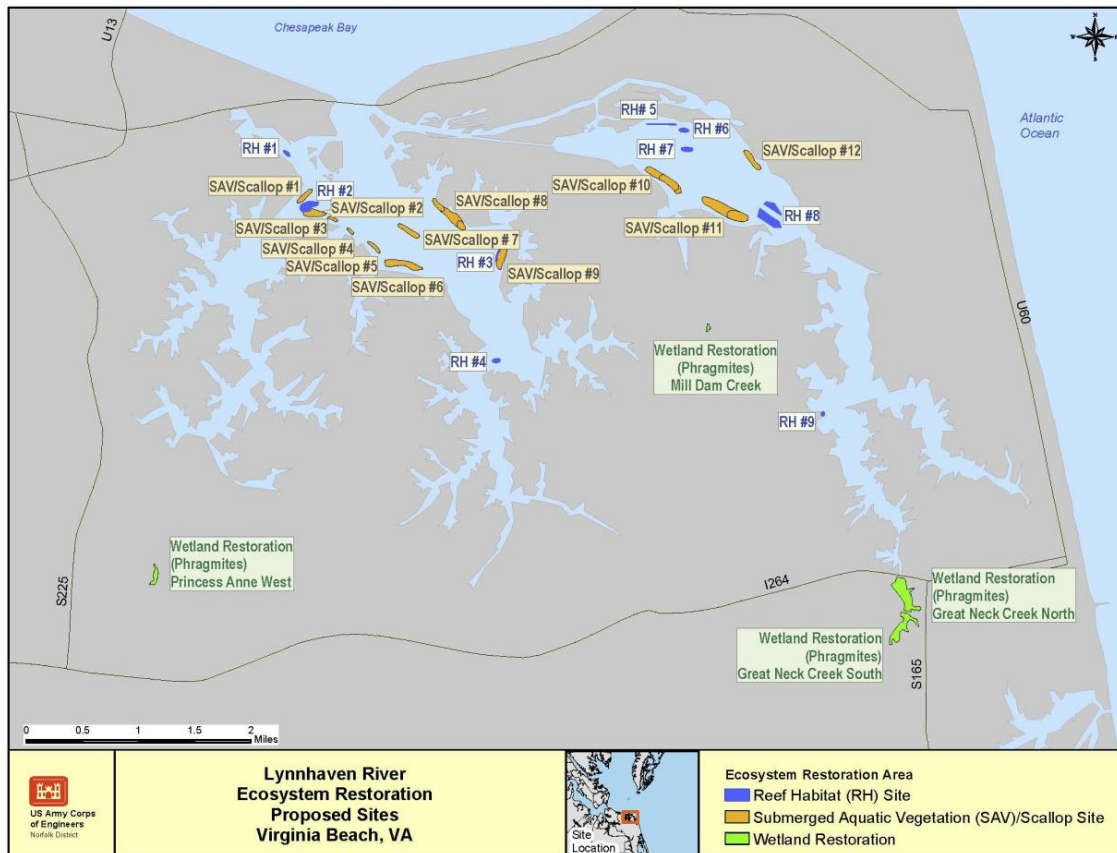 Chesapeak Bay
U13
Atlantic
Ocean
RH# 5
RH #6
RH #1
RH #7
SAV/Scallop #12
SAV/Scallop #1
RH #2
SAV/Scallop #10
SAV/Scallop #2
SAV/Scallop #8
SAV/Scallop #3
RH #8
SAV/Scallop #11
SAV/Scallop #4
SAV/Scallop #7
SAV/Scallop #5
RH #3
SAV/Scallop #9
SAV/Scallop #6
U60
Wetland Restoration
(Phragmites)
Mill Dam Creek
RH #4
RH #9
Wetland Restoration
(Phragmites)
Princess Anne West
S225
I264
Wetland Restoration
(Phragmites)
Great Neck Creek North
Wetland Restoration
(Phragmites)
Great Neck Creek South
S165
0 0.5 1 1.5 2
Miles
US Army Corps
of Engineers
Norfolk District
Lynnhaven River
Ecosystem Restoration
Proposed Sites
Virginia Beach, VA
Site
Location
Ecosystem Restoration Area
Reef Habitat (RH) Site
Submerged Aquatic Vegetation (SAV)/Scallop Site
Wetland Restoration